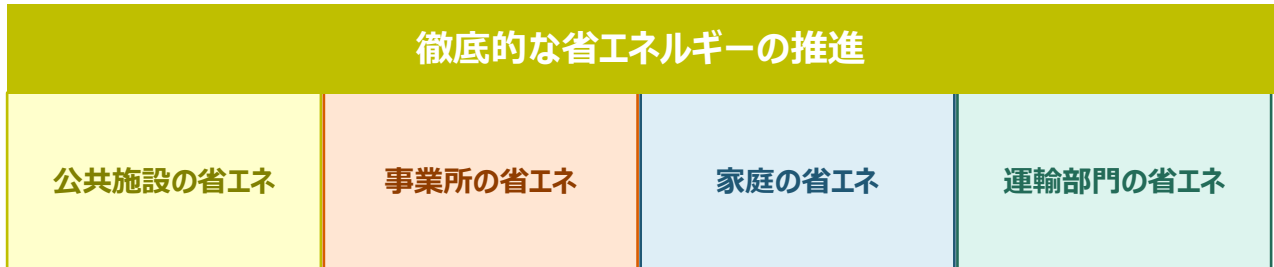 徹底的な省エネルギーの推進
公共施設の省エネ
事業所の省エネ
家庭の省エネ
運輸部門の省エネ